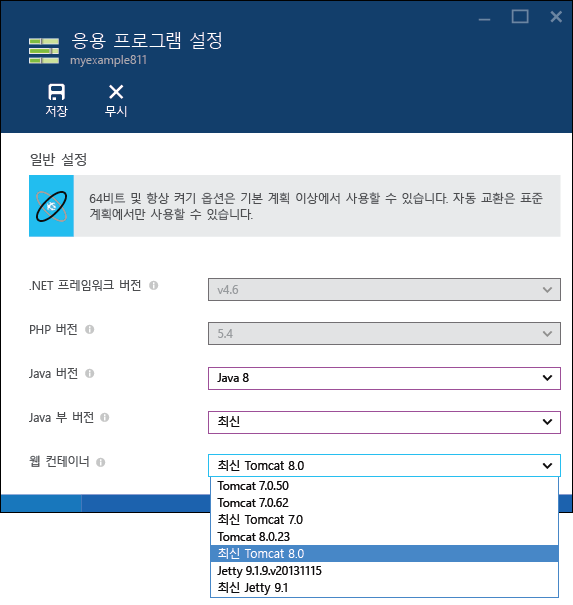 응용 프로그램 설정
myexample811
저장
무시
일반 설정
64비트 및 항상 켜기 옵션은 기본 계획 이상에서 사용할 수 있습니다. 자동 교환은 표준
계획에서만 사용할 수 있습니다.
.NET 프레임워크 버전
v4.6
PHP 버전
5.4
Java 버전
Java 8
Java 부 버전
최신
웹 컨테이너
최신 Tomcat 8.0
Tomcat 7.0.50
Tomcat 7.0.62
최신 Tomcat 7.0
Tomcat 8.0.23
최신 Tomcat 8.0
Jetty 9.1.9.v20131115
최신 Jetty 9.1